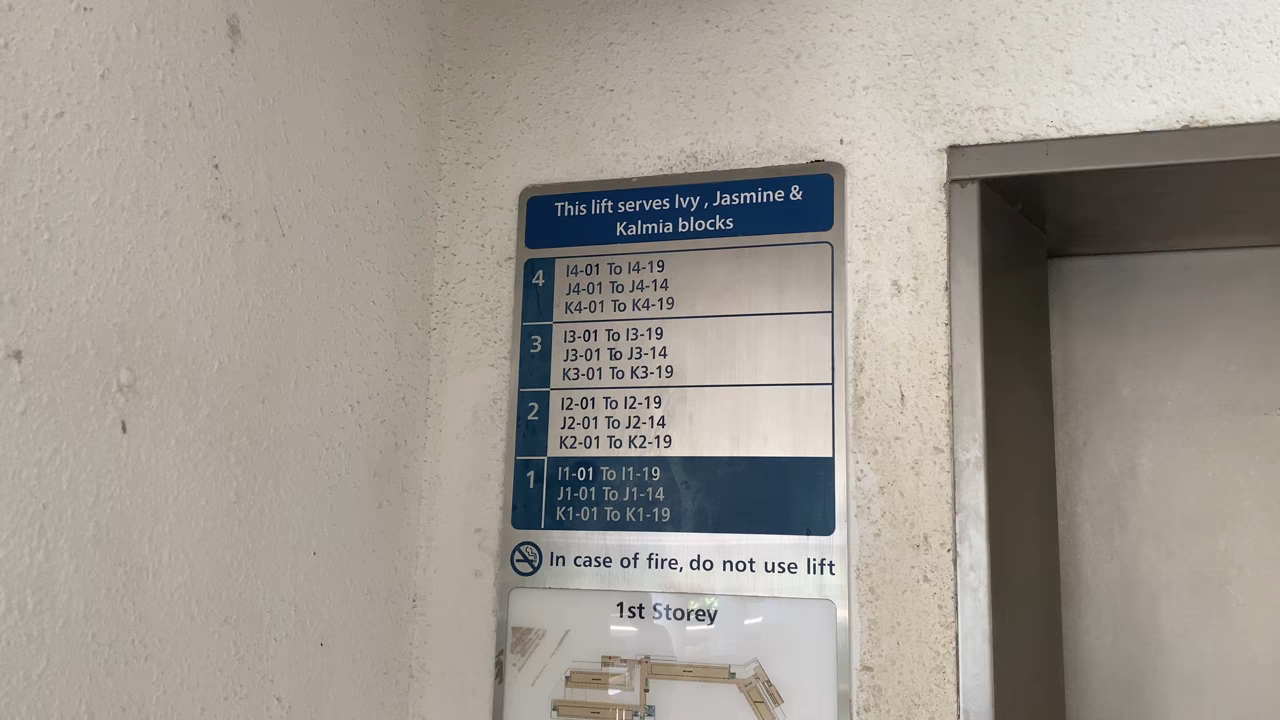 This lift serves Ivy , Jasmine &
Kalmia blocks
4
I4-01 To I4-19
J4-01 To J4-14
K4-01 To K4-19
3
I3-01 To I3-19
J3-01 To J3-14
K3-01 To K3-19
2
I2-01 To I2-19
J2-01 To J2-14
K2-01 To K2-19
1
I1-01 To I1-19
J1-01 To J1-14
K1-01 To K1-19
In case of fire, do not use lift
1st Storey